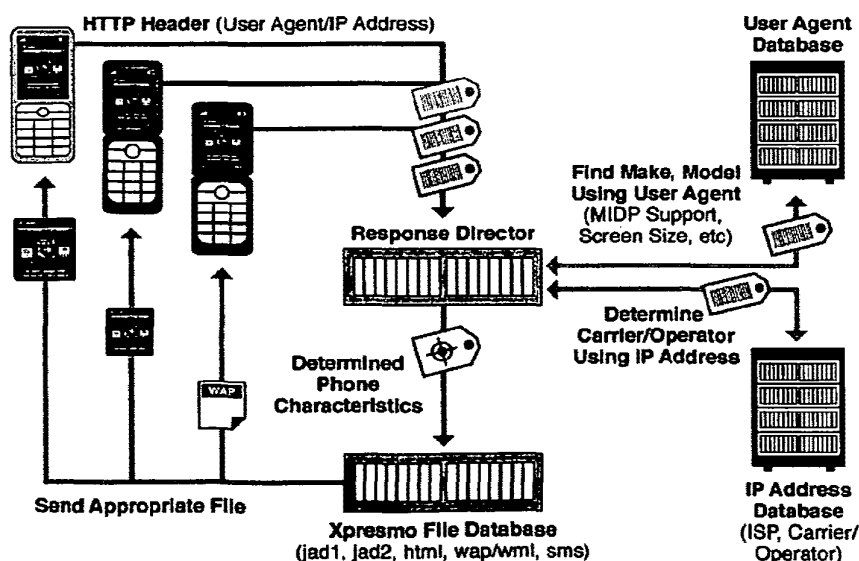 HTTP Header (User Agent/IP Address)
User Agent
Database
Find Make, Model
Using User Agent
(MIDP Support,
Screen Size, etc)
Response Director
Determine
Carrier/Operator
Using IP Address
Determined
Phone
Characteristics
WAP
Send Appropriate File
Xpresmo File Database
(jad1, jad2, html, wap/wml, sms)
IP Address
Database
(ISP, Carrier/
Operator)